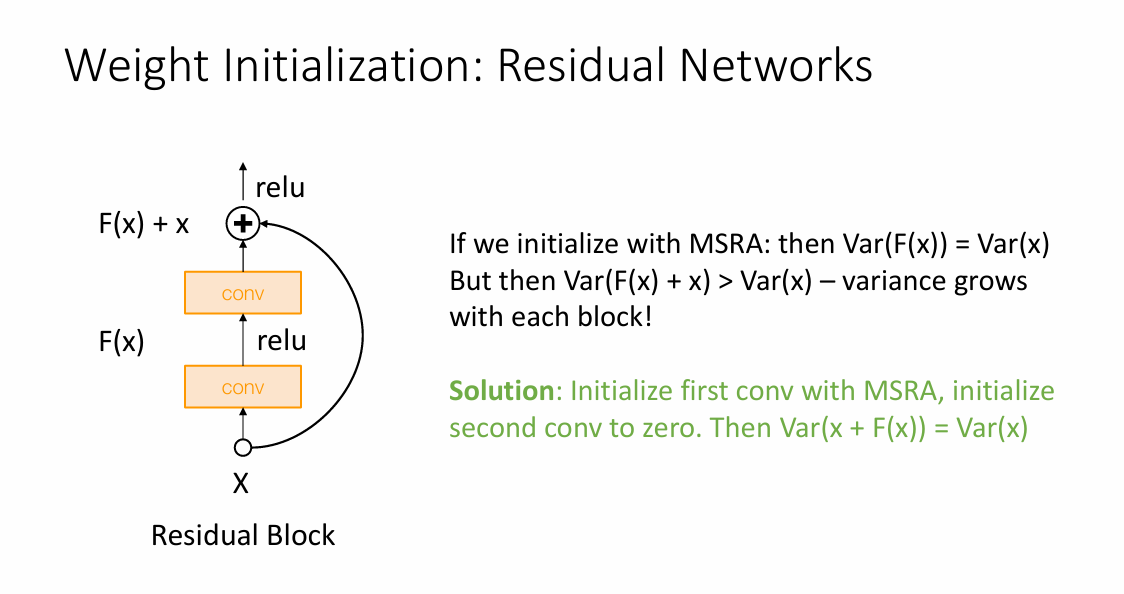 Weight Initialization: Residual Networks
relu
F(x) + x
conv
F(x)
relu
conv
X
Residual Block
If we initialize with MSRA: then Var(F(x)) = Var(x)
But then Var(F(x) + x) > Var(x) – variance grows
with each block!
Solution: Initialize first conv with MSRA, initialize
second conv to zero. Then Var(x + F(x)) = Var(x)